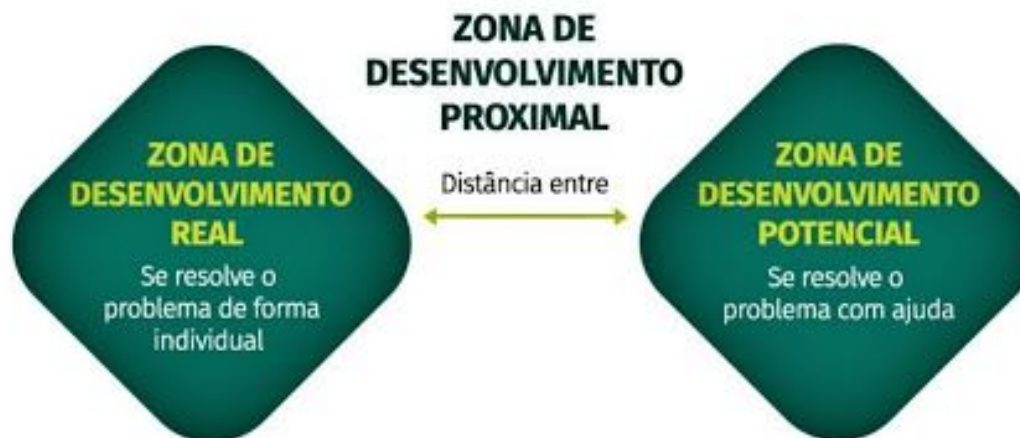 ZONA DE
DESENVOLVIMENTO
PROXIMAL
Distância entre
ZONA DE
DESENVOLVIMENTO
REAL
Se resolve o
problema de forma
individual
ZONA DE
DESENVOLVIMENTO
POTENCIAL
Se resolve o
problema com ajuda